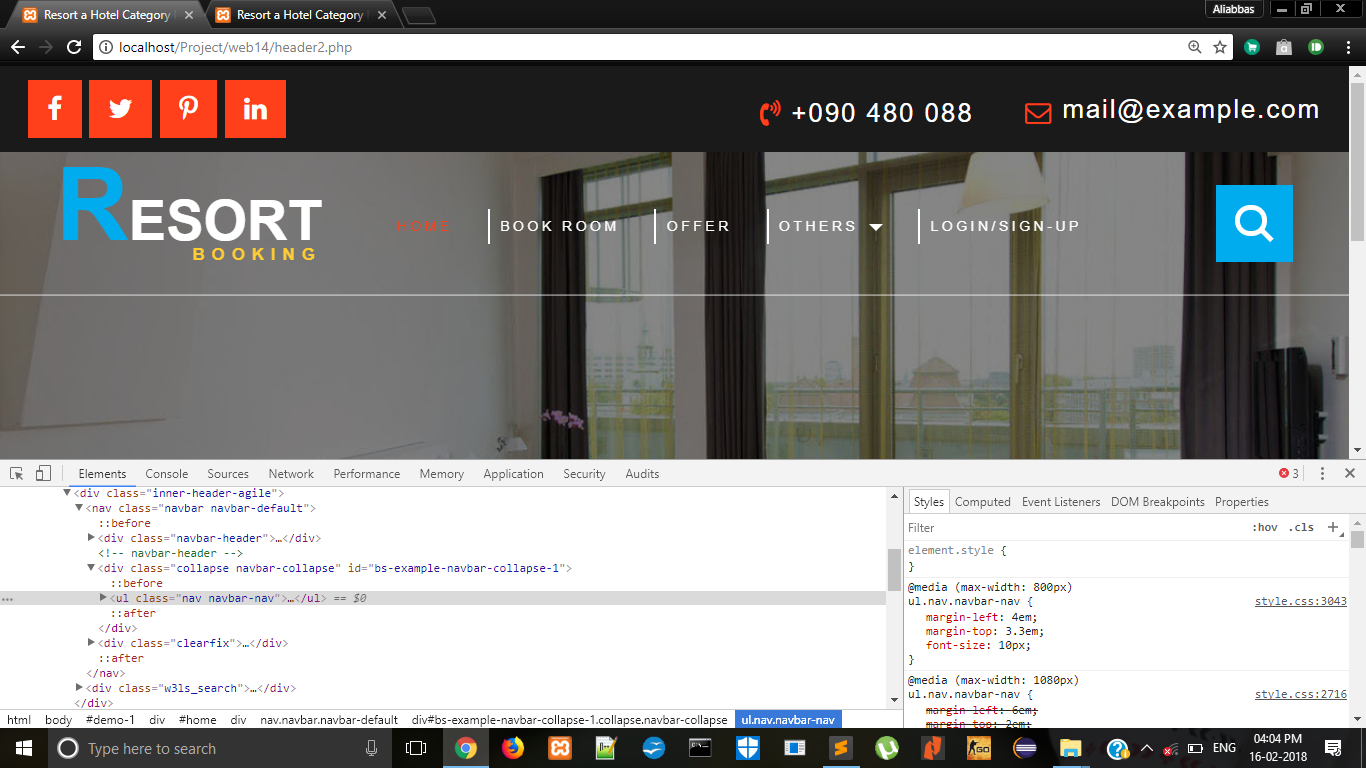 Resort a Hotel Category
Resort a Hotel Category
Aliabbas
localhost/Project/web14/header2.php
+090 480 088
mail@example.com
RESORT
BOOKING
HOME
BOOK ROOM
OFFER
OTHERS
LOGIN/SIGN-UP
Elements Console Sources Network Performance Memory Application Security Audits
3
<div class="inner-header-agile">
<nav class="navbar navbar-default">
::before
<div class="navbar-header">…</div>
<!-- navbar-header -->
<div class="collapse navbar-collapse" id="bs-example-navbar-collapse-1">
::before
... <ul class="nav navbar-nav">…</ul> == $0
::after
</div>
<div class="clearfix">…</div>
::after
</nav>
<div class="w3ls_search">…</div>
</div>
html body #demo-1 div #home div nav.navbar.navbar-default div#bs-example-navbar-collapse-1.collapse.navbar-collapse ul.nav.navbar-nav
Styles Computed Event Listeners DOM Breakpoints Properties
Filter :hov .cls +
element.style {
}
@media (max-width: 800px)
ul.nav.navbar-nav { style.css:3043
margin-left: 4em;
margin-top: 3.3em;
font-size: 10px;
}
@media (max-width: 1080px)
ul.nav.navbar-nav { style.css:2716
margin-left: 6em;
margin-top: 2em;
Type here to search
GO
ENG
04:04 PM
16-02-2018